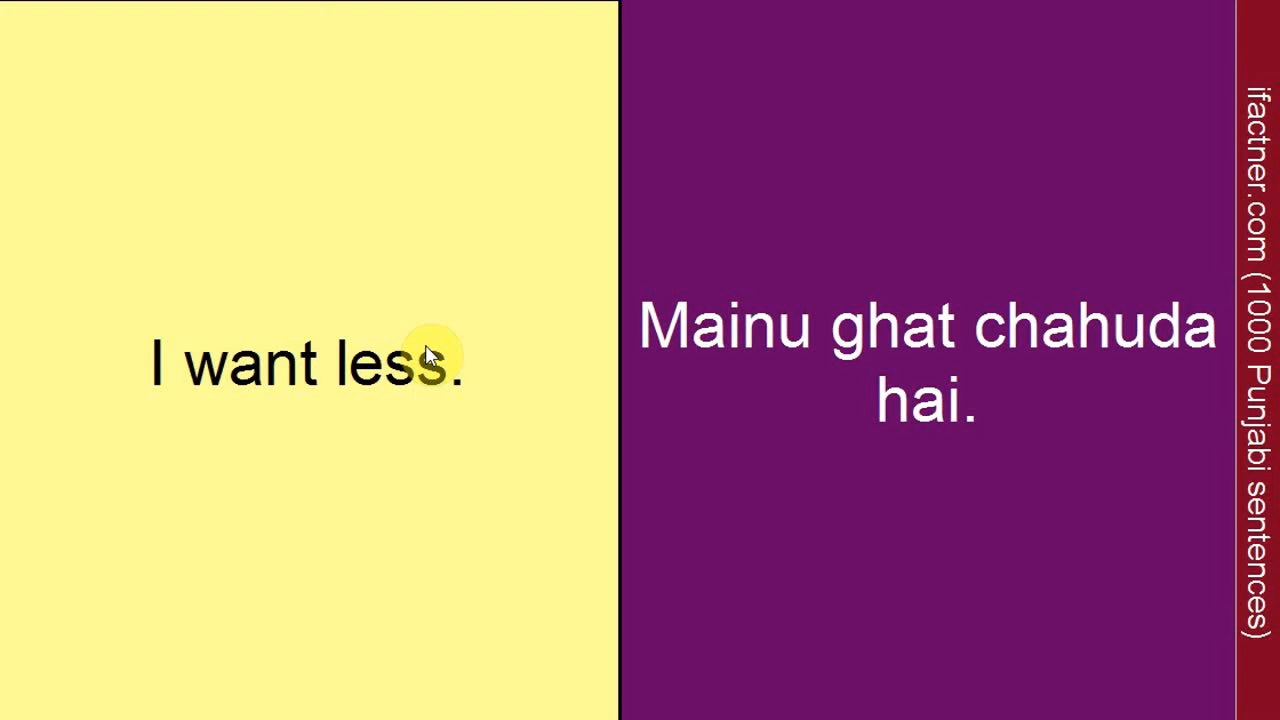 I want less.
Mainu ghat chahuda
hai.
ifactner.com (1000 Punjabi sentences)